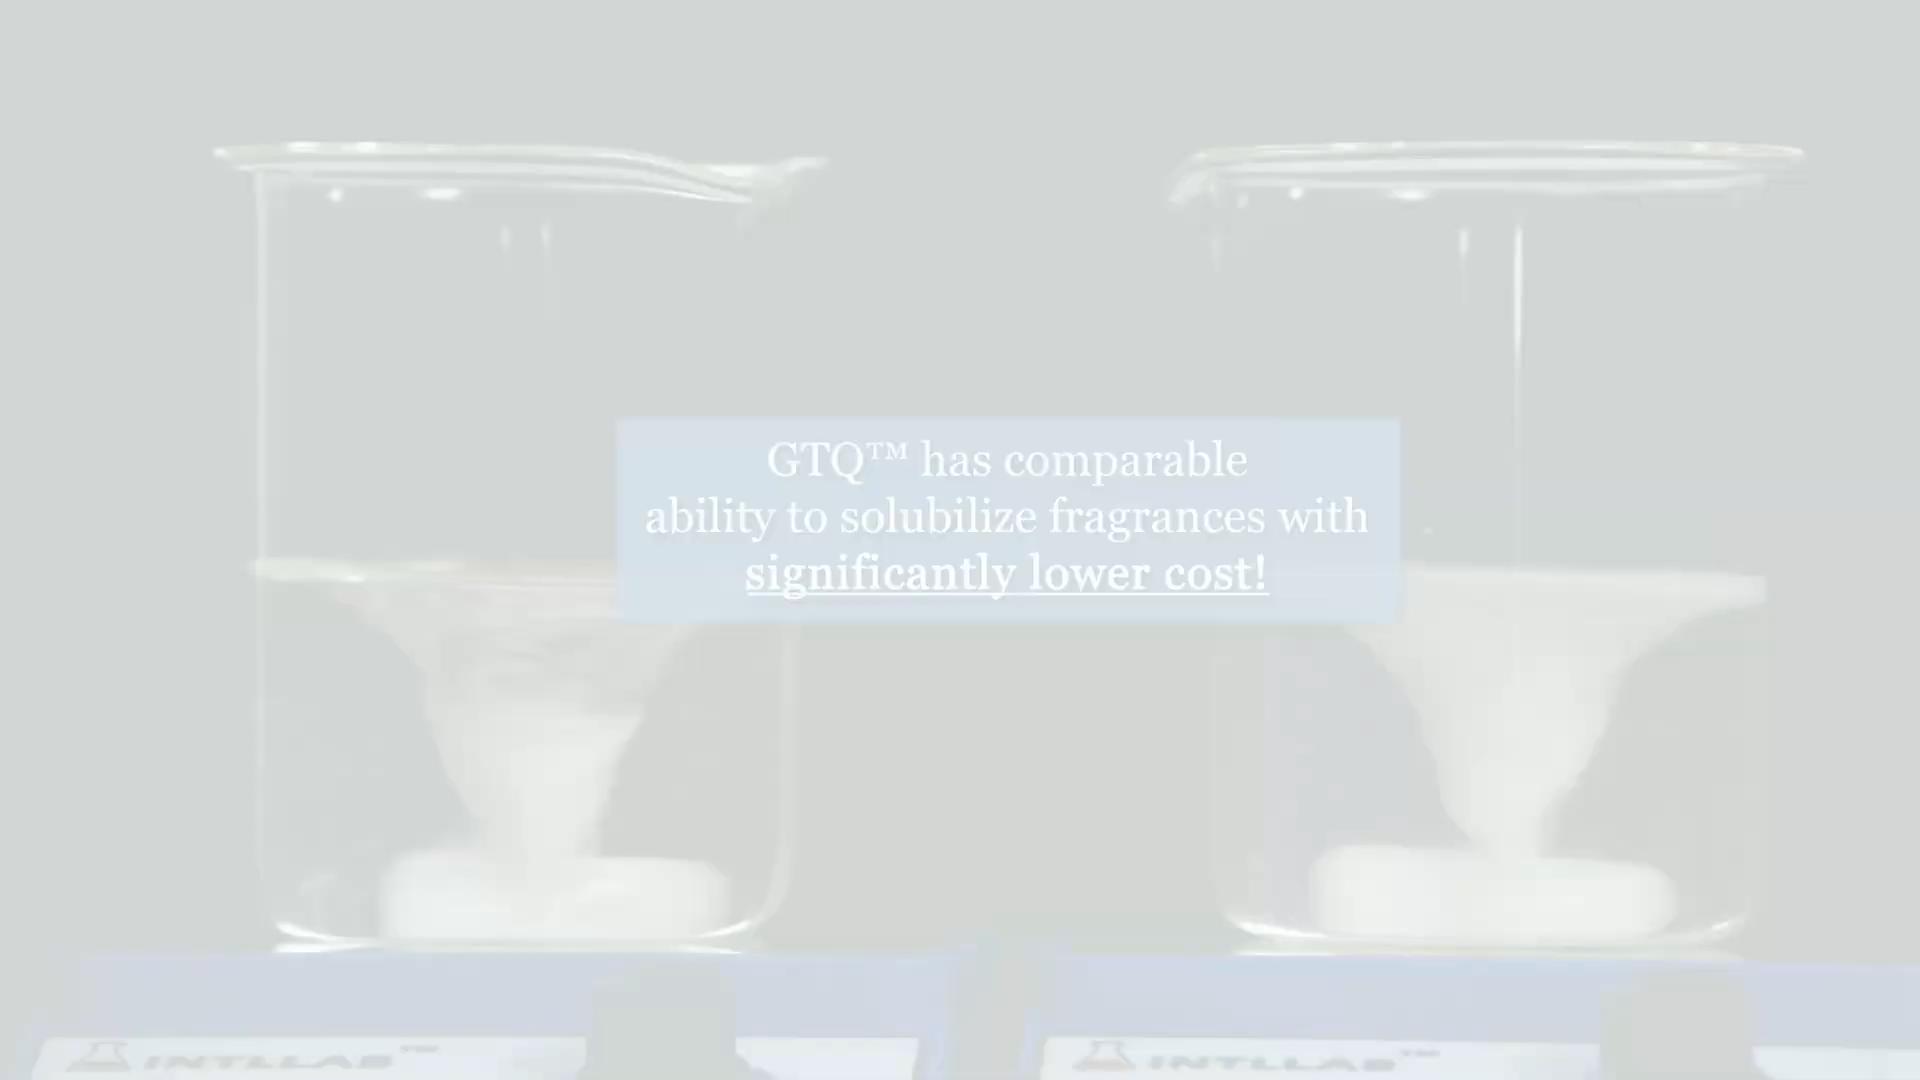 GTQ™ has comparable
ability to solubilize fragrances with
significantly lower cost!
INTLLAB™
INTLLAB™